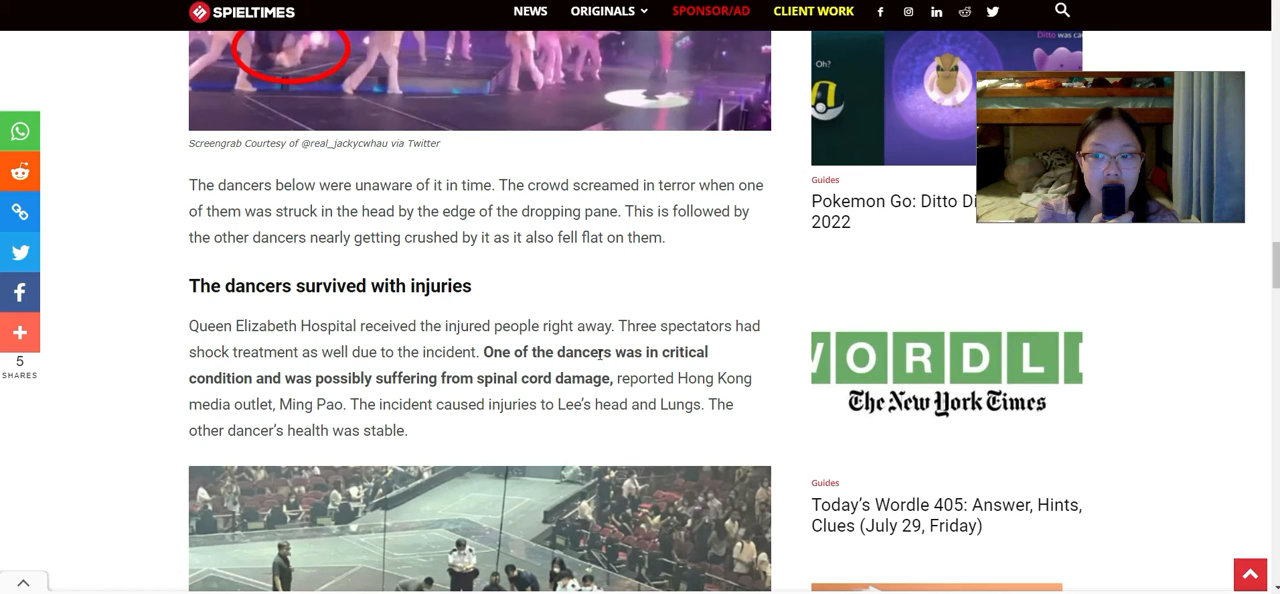 SPIELTIMES
NEWS
ORIGINALS
SPONSOR/AD
CLIENT WORK
Screengrab Courtesy of @real_jackycwhau via Twitter
The dancers below were unaware of it in time. The crowd screamed in terror when one
of them was struck in the head by the edge of the dropping pane. This is followed by
the other dancers nearly getting crushed by it as it also fell flat on them.
The dancers survived with injuries
Queen Elizabeth Hospital received the injured people right away. Three spectators had
shock treatment as well due to the incident. One of the dancers was in critical
condition and was possibly suffering from spinal cord damage, reported Hong Kong
media outlet, Ming Pao. The incident caused injuries to Lee’s head and Lungs. The
other dancer’s health was stable.
5
SHARES
Oh?
Ditto was ca
Guides
Pokemon Go: Ditto Di
2022
WORDL
The New York Times
Guides
Today’s Wordle 405: Answer, Hints,
Clues (July 29, Friday)